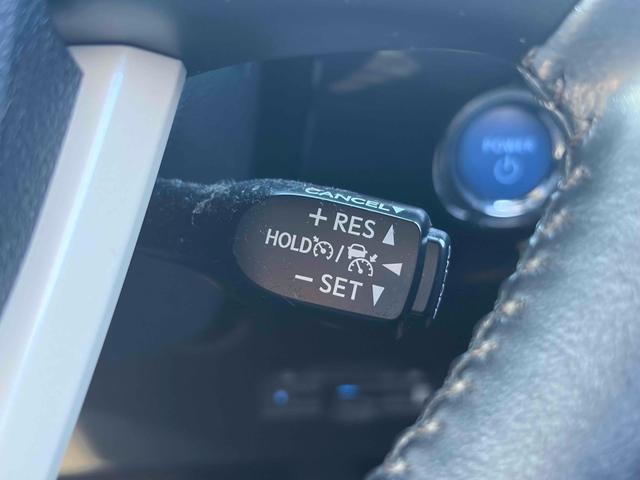 CANCEL
+ RES
HOLD /
− SET
POWER